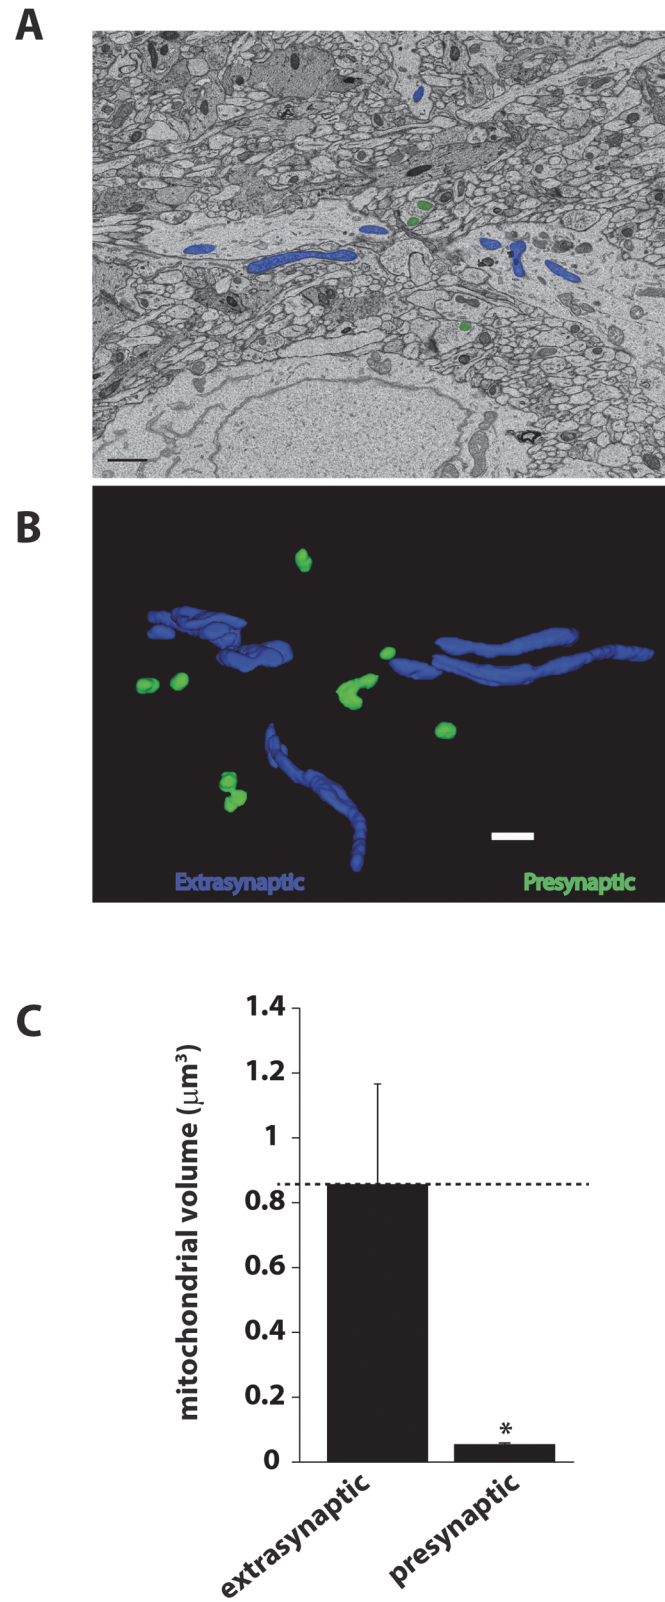 A
B
Extrasynaptic
Presynaptic
C
mitochondrial volume (μm³)
1.4
1.2
1
0.8
0.6
0.4
0.2
0
*
extrasynaptic
presynaptic